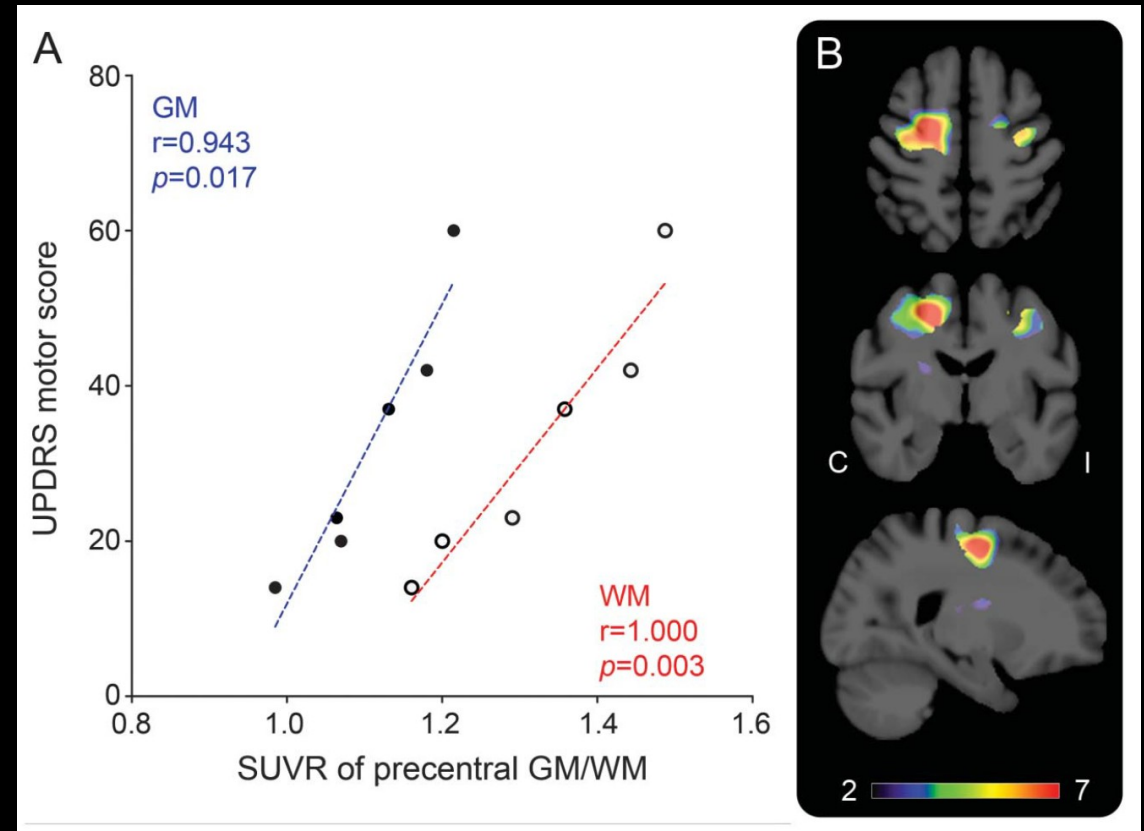 A
80
60
40
20
0
UPDRS motor score
GM
r=0.943
p=0.017
WM
r=1.000
p=0.003
0.8 1.0 1.2 1.4 1.6
SUVR of precentral GM/WM
B
C I
2 7